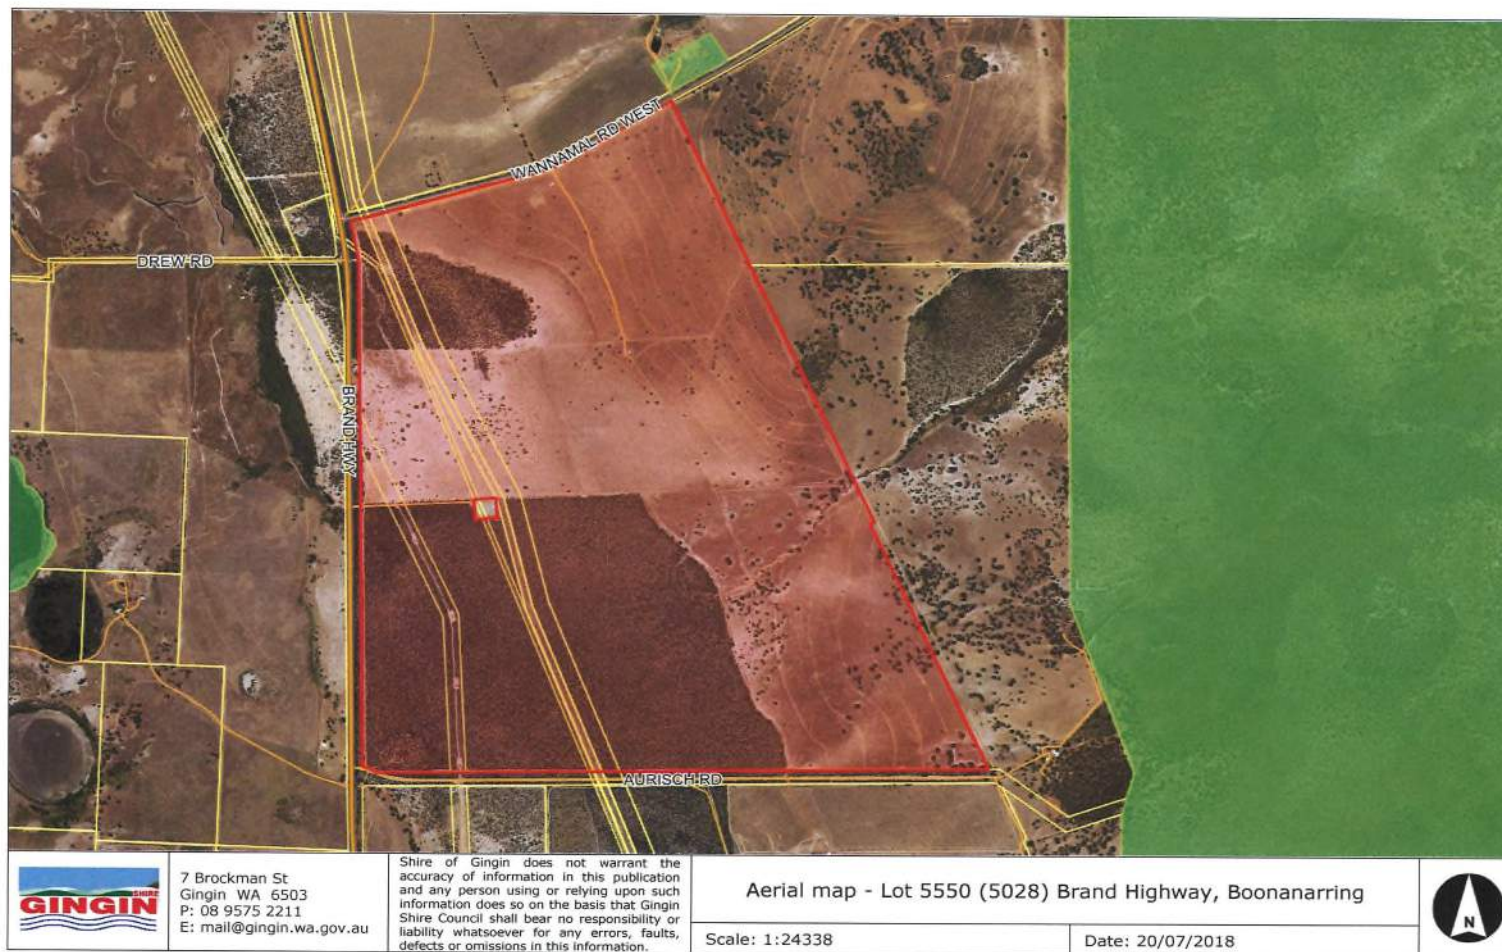 WANNAMAL RD WEST
DREW RD
BRAND HWY
AURISCH RD
SHIRE
GINGIN
7 Brockman St
Gingin WA 6503
P: 08 9575 2211
E: mail@gingin.wa.gov.au
Shire of Gingin does not warrant the
accuracy of information in this publication
and any person using or relying upon such
information does so on the basis that Gingin
Shire Council shall bear no responsibility or
liability whatsoever for any errors, faults,
defects or omissions in this information.
Aerial map - Lot 5550 (5028) Brand Highway, Boonanarring
Scale: 1:24338
Date: 20/07/2018
N